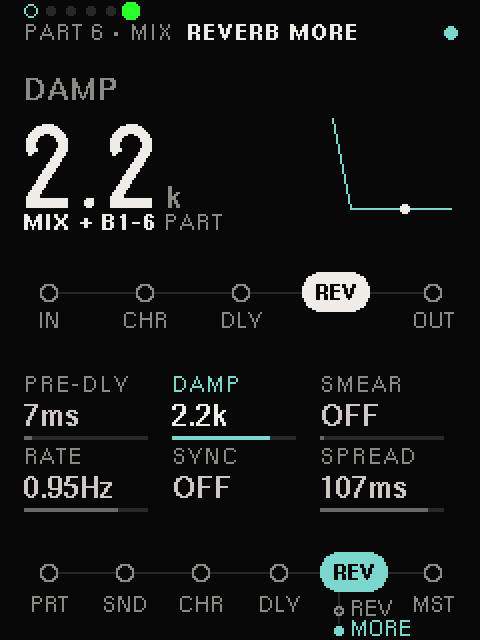 PART 6 · MIX REVERB MORE
DAMP
2.2 k
MIX + B1-6 PART
REV
IN CHR DLY OUT
PRE-DLY DAMP SMEAR
7ms 2.2k OFF
RATE SYNC SPREAD
0.95Hz OFF 107ms
REV
PRT SND CHR DLY MST
REV
MORE